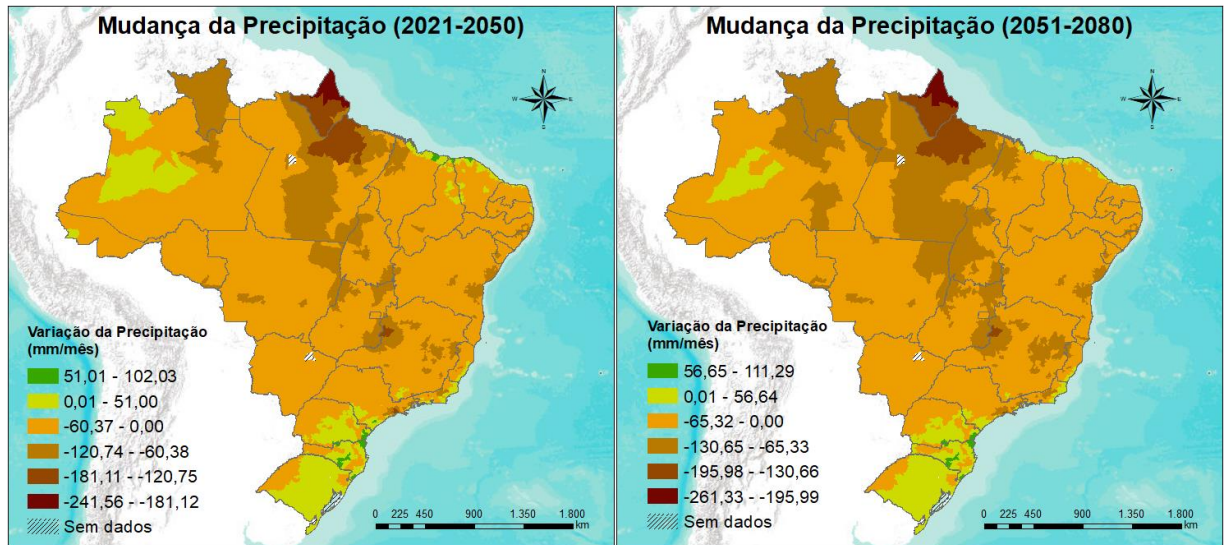 Mudança da Precipitação (2021-2050)
N
W
E
S
Variação da Precipitação
(mm/mês)
51,01 - 102,03
0,01 - 51,00
-60,37 - 0,00
-120,74 - -60,38
-181,11 - -120,75
-241,56 - -181,12
Sem dados
0 225 450 900 1.350 1.800
km
Mudança da Precipitação (2051-2080)
N
W
E
S
Variação da Precipitação
(mm/mês)
56,65 - 111,29
0,01 - 56,64
-65,32 - 0,00
-130,65 - -65,33
-195,98 - -130,66
-261,33 - -195,99
Sem dados
0 225 450 900 1.350 1.800
km